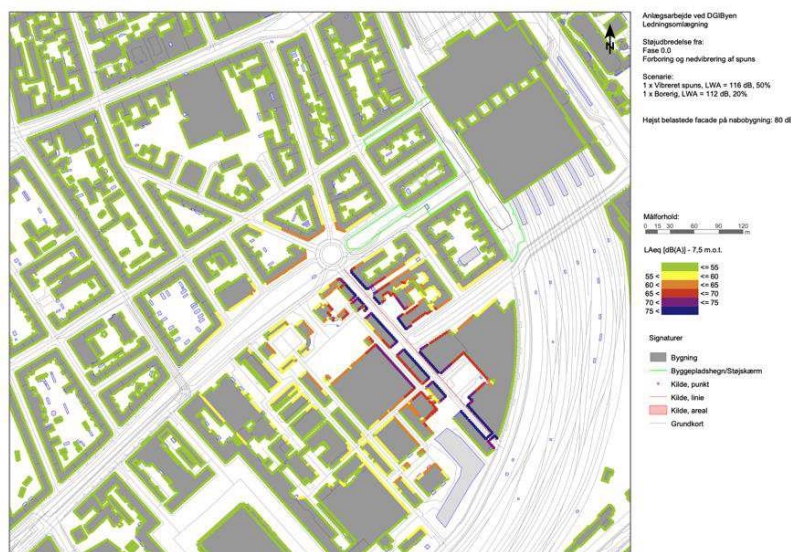 Anlægsarbejde ved DGIByen
Ledningsomlægning
Støjudbredelse fra:
Fase 0.0
Forboring og nedvibrering af spuns
Scenarie:
1 x Vibreret spuns, LWA = 116 dB, 50%
1 x Borerig, LWA = 112 dB, 20%
Højst belastede facade på nabobygning: 80 dB
N
Målforhold:
0 15 30 60 90 120
m
LAeq [dB(A)] - 7,5 m.o.t.
<= 55
55 < <= 60
60 < <= 65
65 < <= 70
70 < <= 75
75 <
Signaturer
Bygning
Byggepladshegn/Støjskærm
Kilde, punkt
Kilde, linie
Kilde, areal
Grundkort